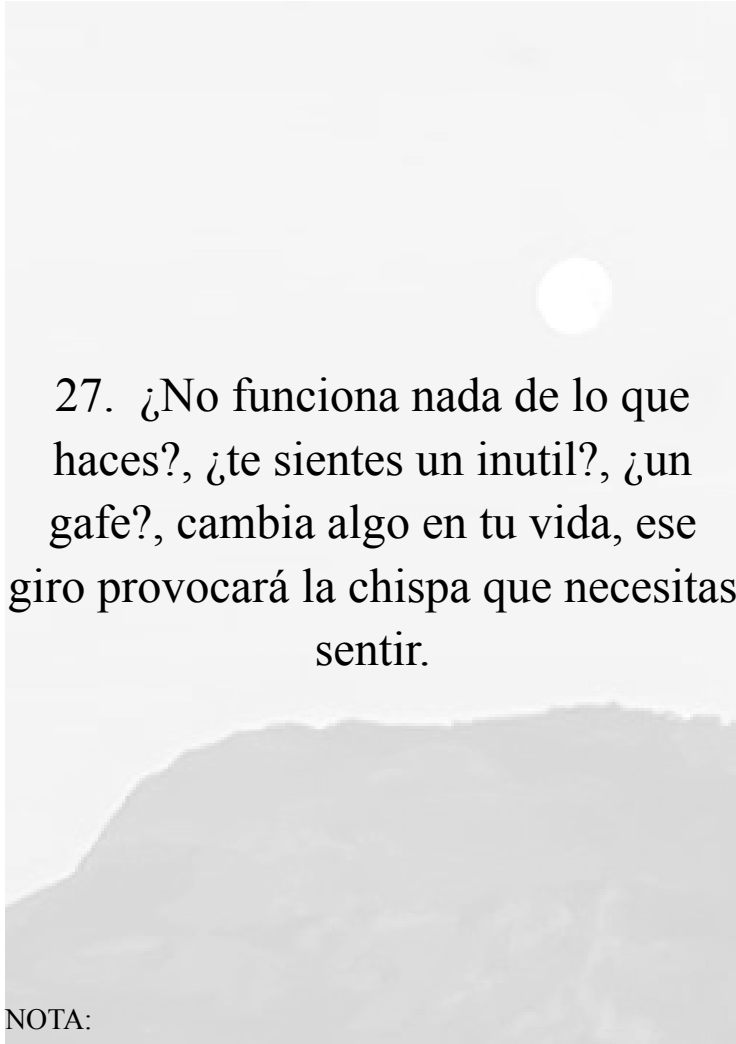 27. ¿No funciona nada de lo que
haces?, ¿te sientes un inutil?, ¿un
gafe?, cambia algo en tu vida, ese
giro provocará la chispa que necesitas
sentir.
NOTA: